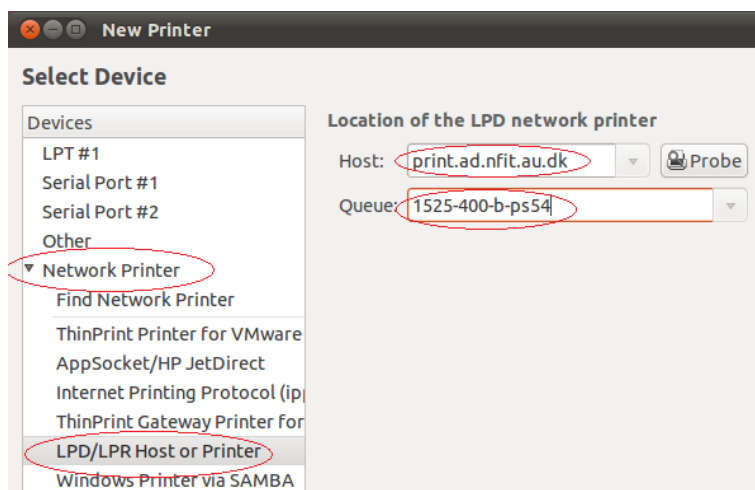 New Printer
Select Device
Devices
LPT #1
Serial Port #1
Serial Port #2
Other
Network Printer
Find Network Printer
ThinPrint Printer for VMware
AppSocket/HP JetDirect
Internet Printing Protocol (ip
ThinPrint Gateway Printer for
LPD/LPR Host or Printer
Windows Printer via SAMBA
Location of the LPD network printer
Host: print.ad.nfit.au.dk Probe
Queue: 1525-400-b-ps54